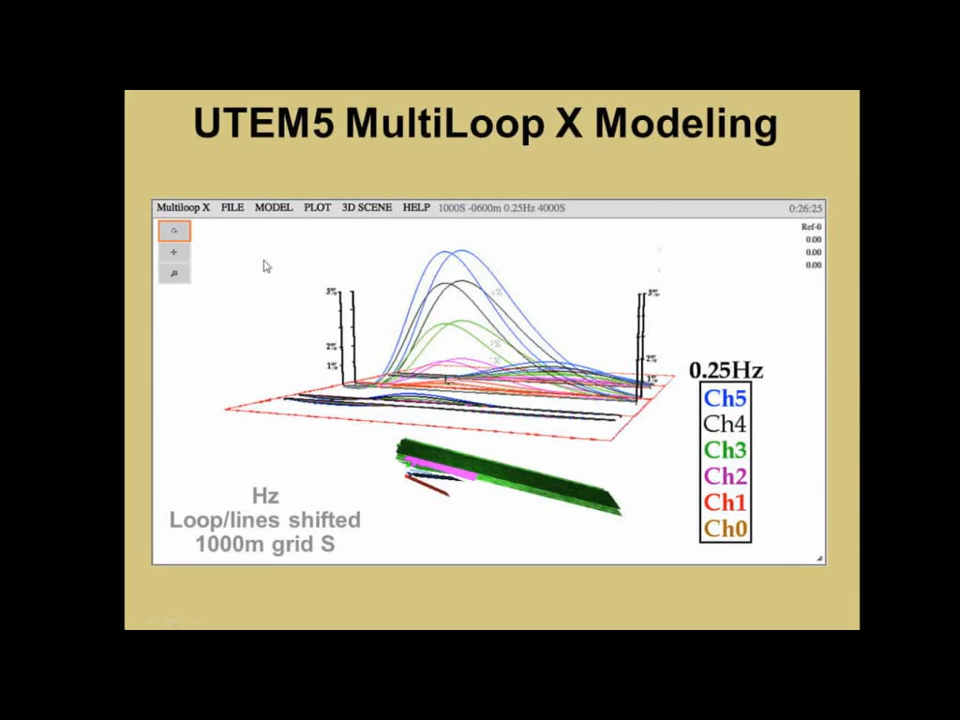 UTEM5 MultiLoop X Modeling
Multiloop X FILE MODEL PLOT 3D SCENE HELP 1000S -0600m 0.25Hz 4000S 0:26:25
Ref-0
0.00
0.00
0.00
3%
2%
1%
3%
2%
1%
0.25Hz
Ch5
Ch4
Ch3
Ch2
Ch1
Ch0
Hz
Loop/lines shifted
1000m grid S